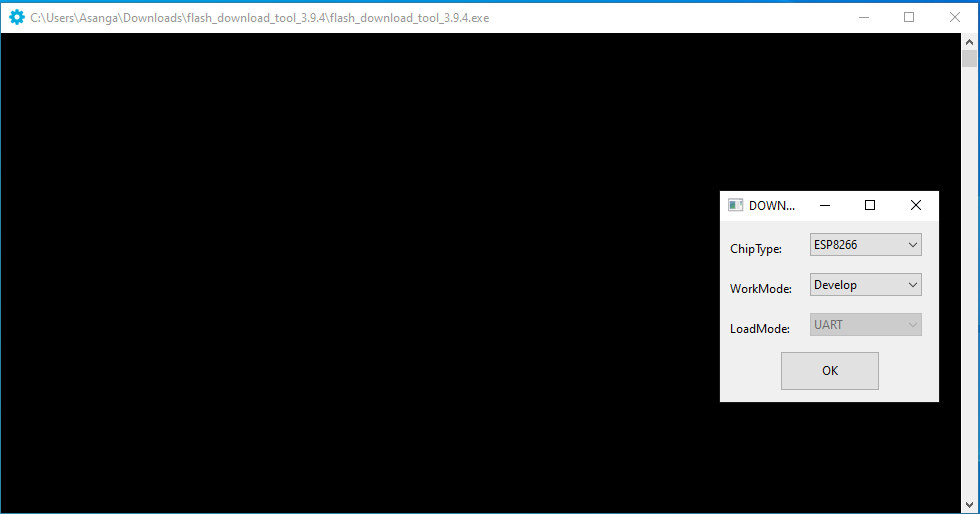 C:\Users\Asanga\Downloads\flash_download_tool_3.9.4\flash_download_tool_3.9.4.exe
DOWN...
ChipType: ESP8266
WorkMode: Develop
LoadMode: UART
OK